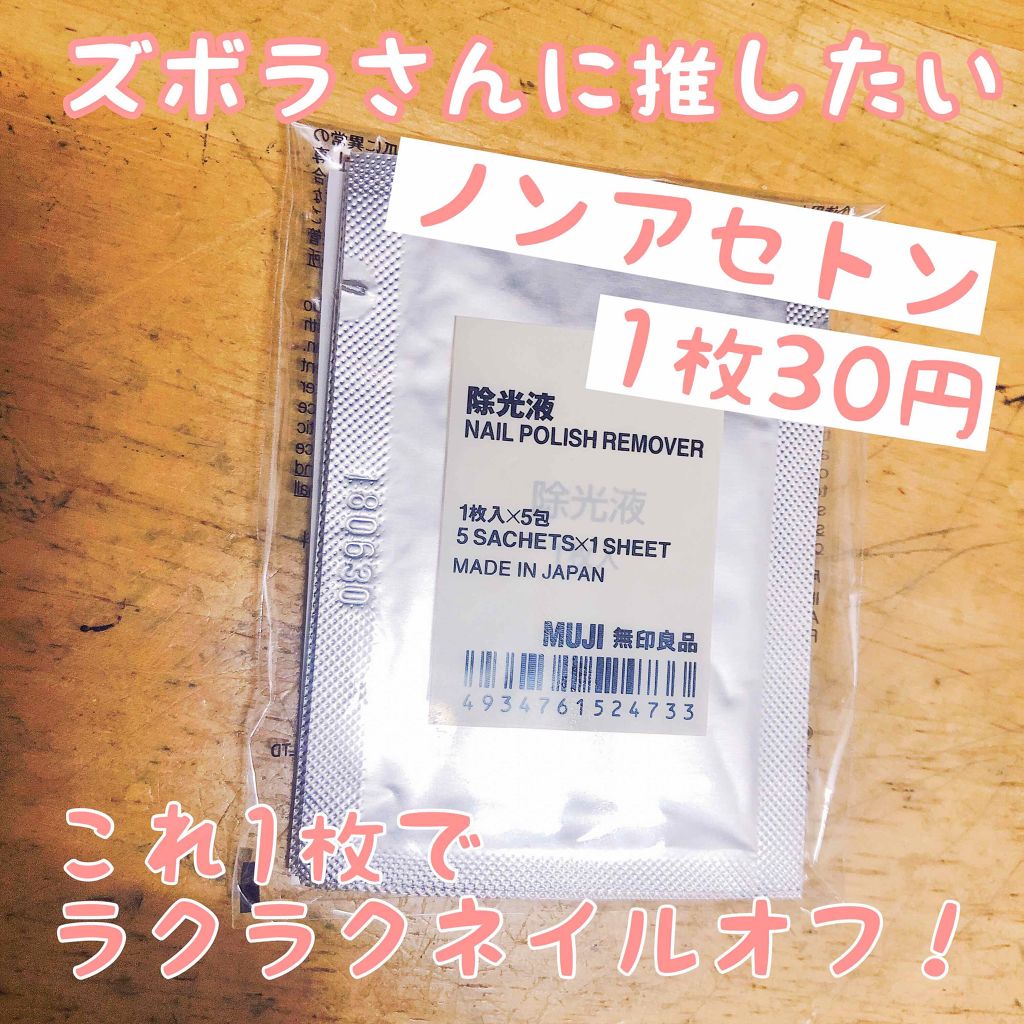 ズボラさんに推したい
ノンアセトン
1枚30円
除光液
NAIL POLISH REMOVER
除光液
1枚入×5包
5 SACHETS×1 SHEET
MADE IN JAPAN
MUJI 無印良品
4934761524733
180630
これ1枚で
ラクラクネイルオフ!